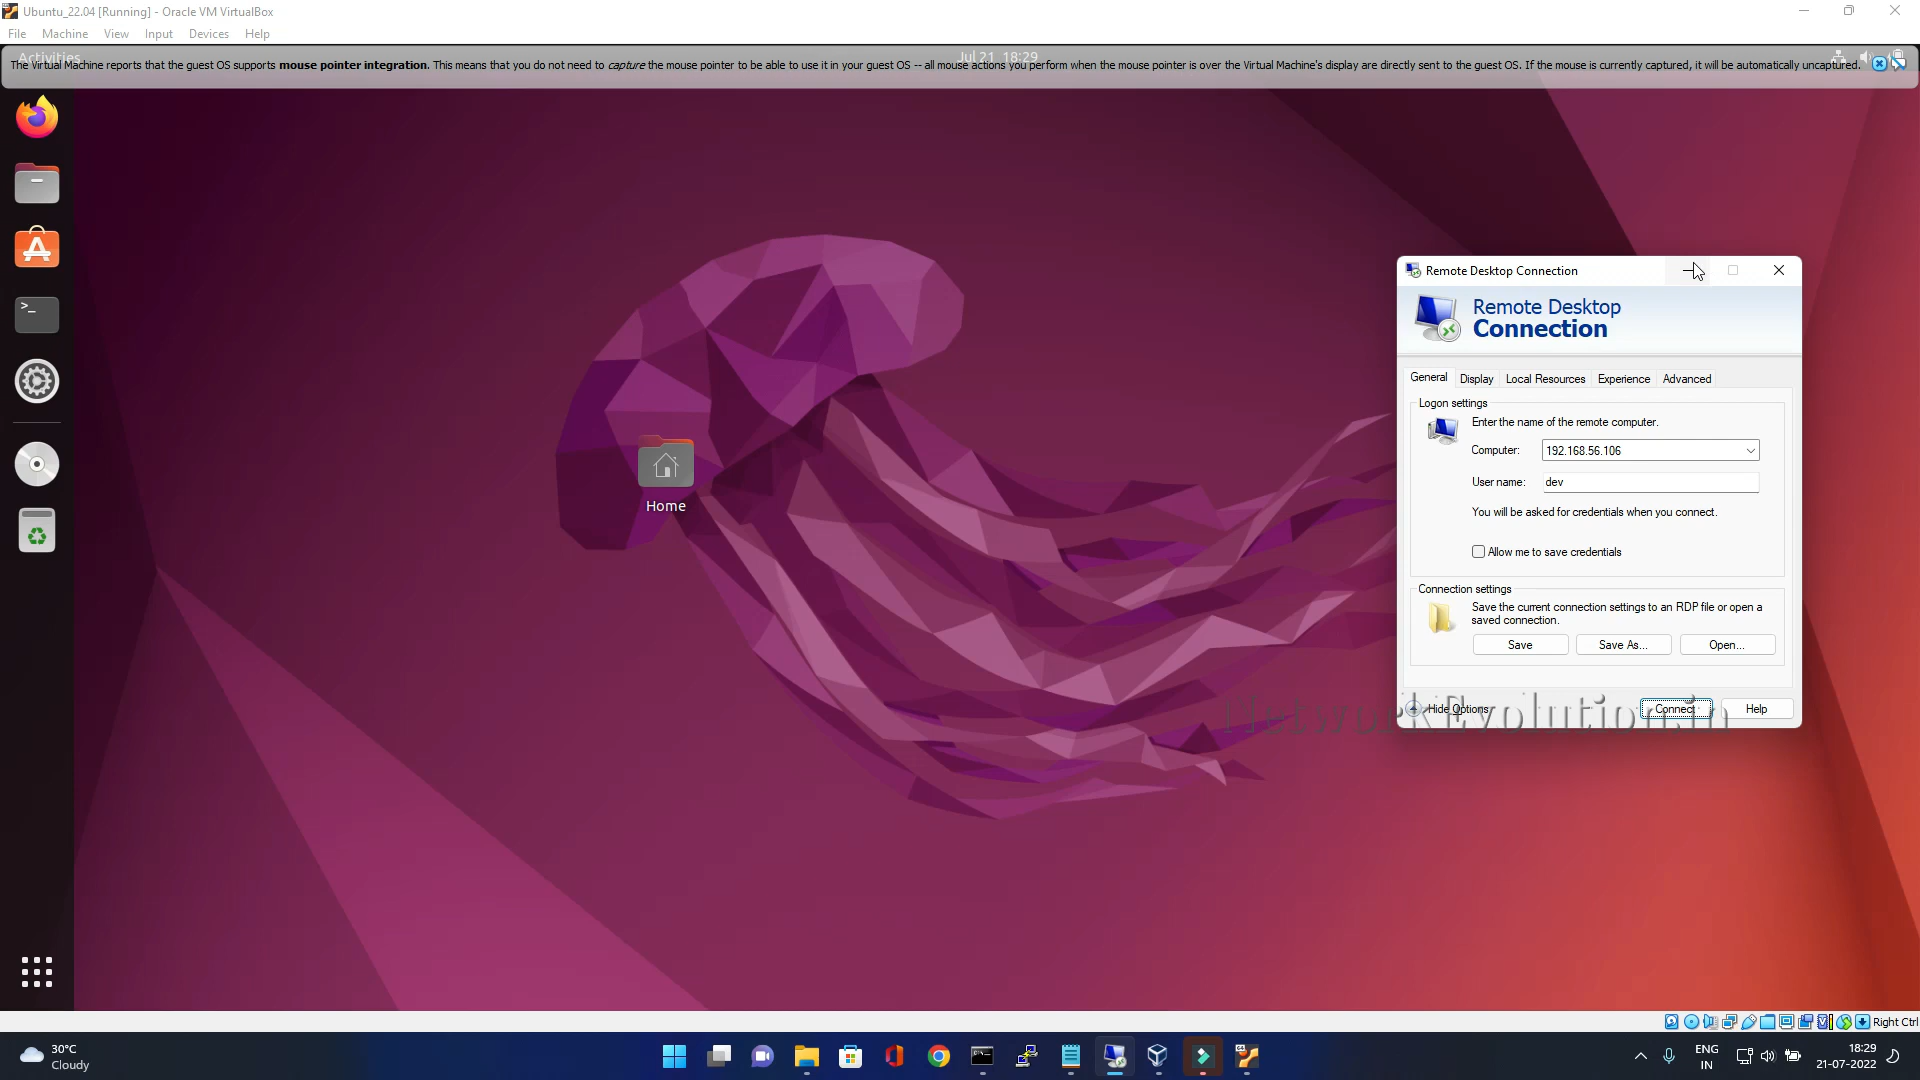 Ubuntu_22.04 [Running] - Oracle VM VirtualBox
File Machine View Input Devices Help
Activities
Jul 21 18:29
The Virtual Machine reports that the guest OS supports mouse pointer integration. This means that you do not need to capture the mouse pointer to be able to use it in your guest OS -- all mouse actions you perform when the mouse pointer is over the Virtual Machine's display are directly sent to the guest OS. If the mouse is currently captured, it will be automatically uncaptured.
Home
Remote Desktop Connection
Remote Desktop
Connection
General Display Local Resources Experience Advanced
Logon settings
Enter the name of the remote computer.
Computer: 192.168.56.106
User name: dev
You will be asked for credentials when you connect.
Allow me to save credentials
Connection settings
Save the current connection settings to an RDP file or open a
saved connection.
Save Save As... Open...
Hide Options Connect Help
NetworkEvolution.in
Right Ctrl
30°C
Cloudy
ENG
IN
18:29
21-07-2022